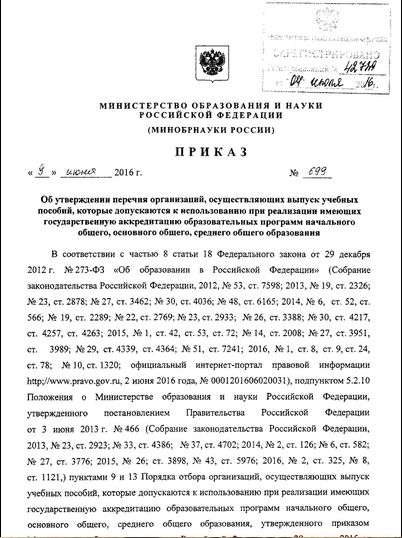 ЗАРЕГИСТРИРОВАНО
от "04" июля 2016г.
МИНИСТЕРСТВО ОБРАЗОВАНИЯ И НАУКИ
РОССИЙСКОЙ ФЕДЕРАЦИИ
(МИНОБРНАУКИ РОССИИ)
ПРИКАЗ
« 9 » июня 2016 г. № 699
Об утверждении перечня организаций, осуществляющих выпуск учебных
пособий, которые допускаются к использованию при реализации имеющих
государственную аккредитацию образовательных программ начального
общего, основного общего, среднего общего образования
В соответствии с частью 8 статьи 18 Федерального закона от 29 декабря
2012 г. № 273-ФЗ «Об образовании в Российской Федерации» (Собрание
законодательства Российской Федерации, 2012, № 53, ст. 7598; 2013, № 19, ст. 2326;
№ 23, ст. 2878; № 27, ст. 3462; № 30, ст. 4036; № 48, ст. 6165; 2014, № 6, ст. 52, ст.
566; № 19, ст. 2289; № 22, ст. 2769; № 23, ст. 2933; № 26, ст. 3388; № 30, ст. 4217,
ст. 4257, ст. 4263; 2015, № 1, ст. 42, ст. 53, ст. 72; № 14, ст. 2008; № 27, ст. 3951,
ст. 3989; № 29, ст. 4339, ст. 4364; № 51, ст. 7241; 2016, № 1, ст. 8, ст. 9, ст. 24,
ст. 78; № 10, ст. 1320; официальный интернет-портал правовой информации
http;//www.pravo.gov.ru, 2 июня 2016 года, № 0001201606020031), подпунктом 5.2.10
Положения о Министерстве образования и науки Российской Федерации,
утвержденного постановлением Правительства Российской Федерации
от 3 июня 2013 г. № 466 (Собрание законодательства Российской Федерации,
2013, № 23, ст. 2923; № 33, ст. 4386; № 37, ст. 4702; 2014, № 2, ст. 126; № 6, ст. 582;
№ 27, ст. 3776; 2015, № 26; ст. 3898, № 43, ст. 5976; 2016, № 2, ст. 325, № 8,
ст. 1121,) пунктами 9 и 13 Порядка отбора организаций, осуществляющих выпуск
учебных пособий, которые допускаются к использованию при реализации имеющих
государственную аккредитацию образовательных программ начального общего,
основного общего, среднего общего образования, утвержденного приказом